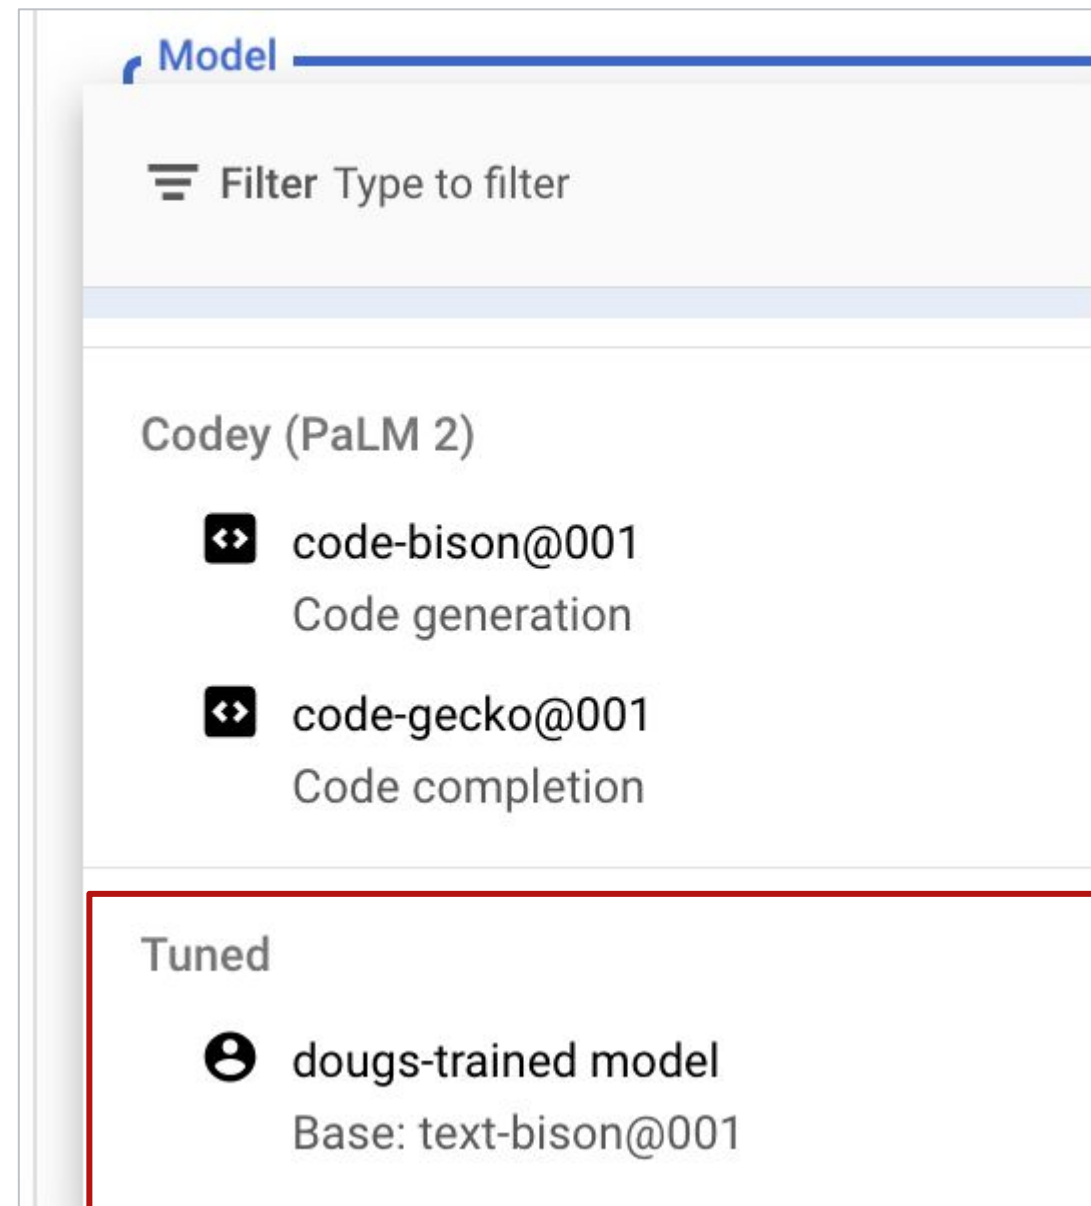 Model
Filter Type to filter
Codey (PaLM 2)
code-bison@001
Code generation
code-gecko@001
Code completion
Tuned
dougs-trained model
Base: text-bison@001